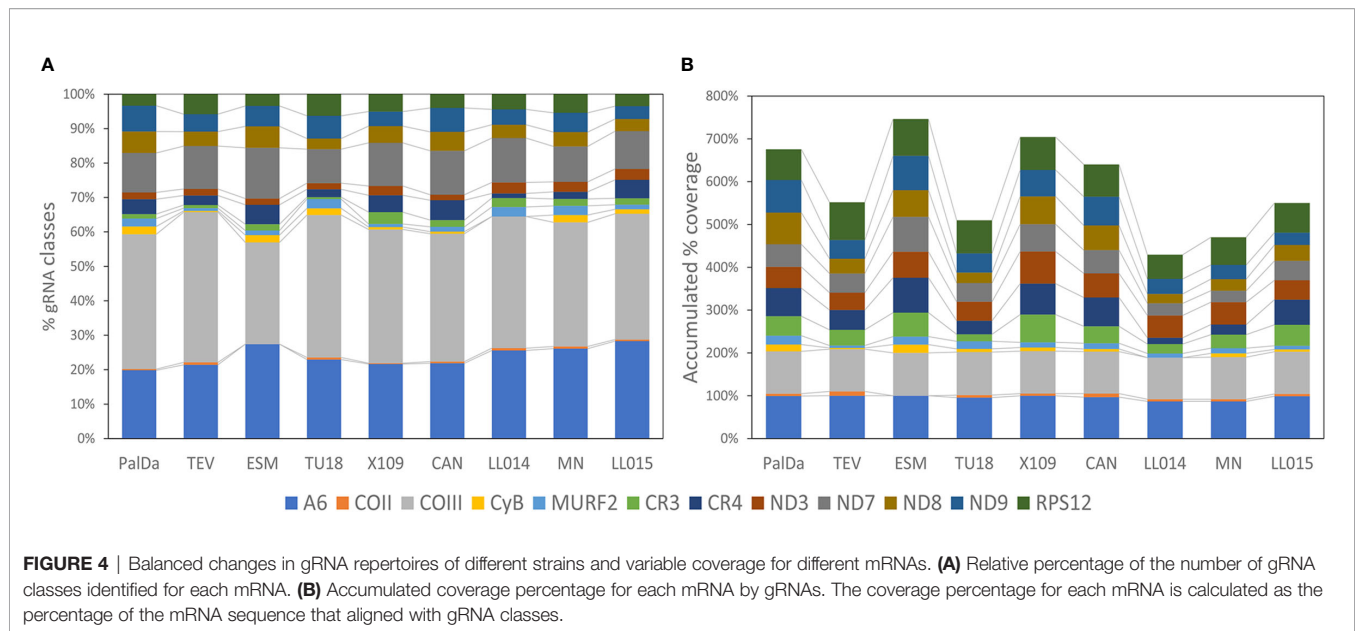 A
B
% gRNA classes
100%
90%
80%
70%
60%
50%
40%
30%
20%
10%
0%
PalDa TEV ESM TU18 X109 CAN LL014 MN LL015
Accumulated % coverage
800%
700%
600%
500%
400%
300%
200%
100%
0%
PalDa TEV ESM TU18 X109 CAN LL014 MN LL015
A6 COII COIII CyB MURF2 CR3 CR4 ND3 ND7 ND8 ND9 RPS12
FIGURE 4 | Balanced changes in gRNA repertoires of different strains and variable coverage for different mRNAs. (A) Relative percentage of the number of gRNA
classes identified for each mRNA. (B) Accumulated coverage percentage for each mRNA by gRNAs. The coverage percentage for each mRNA is calculated as the
percentage of the mRNA sequence that aligned with gRNA classes.